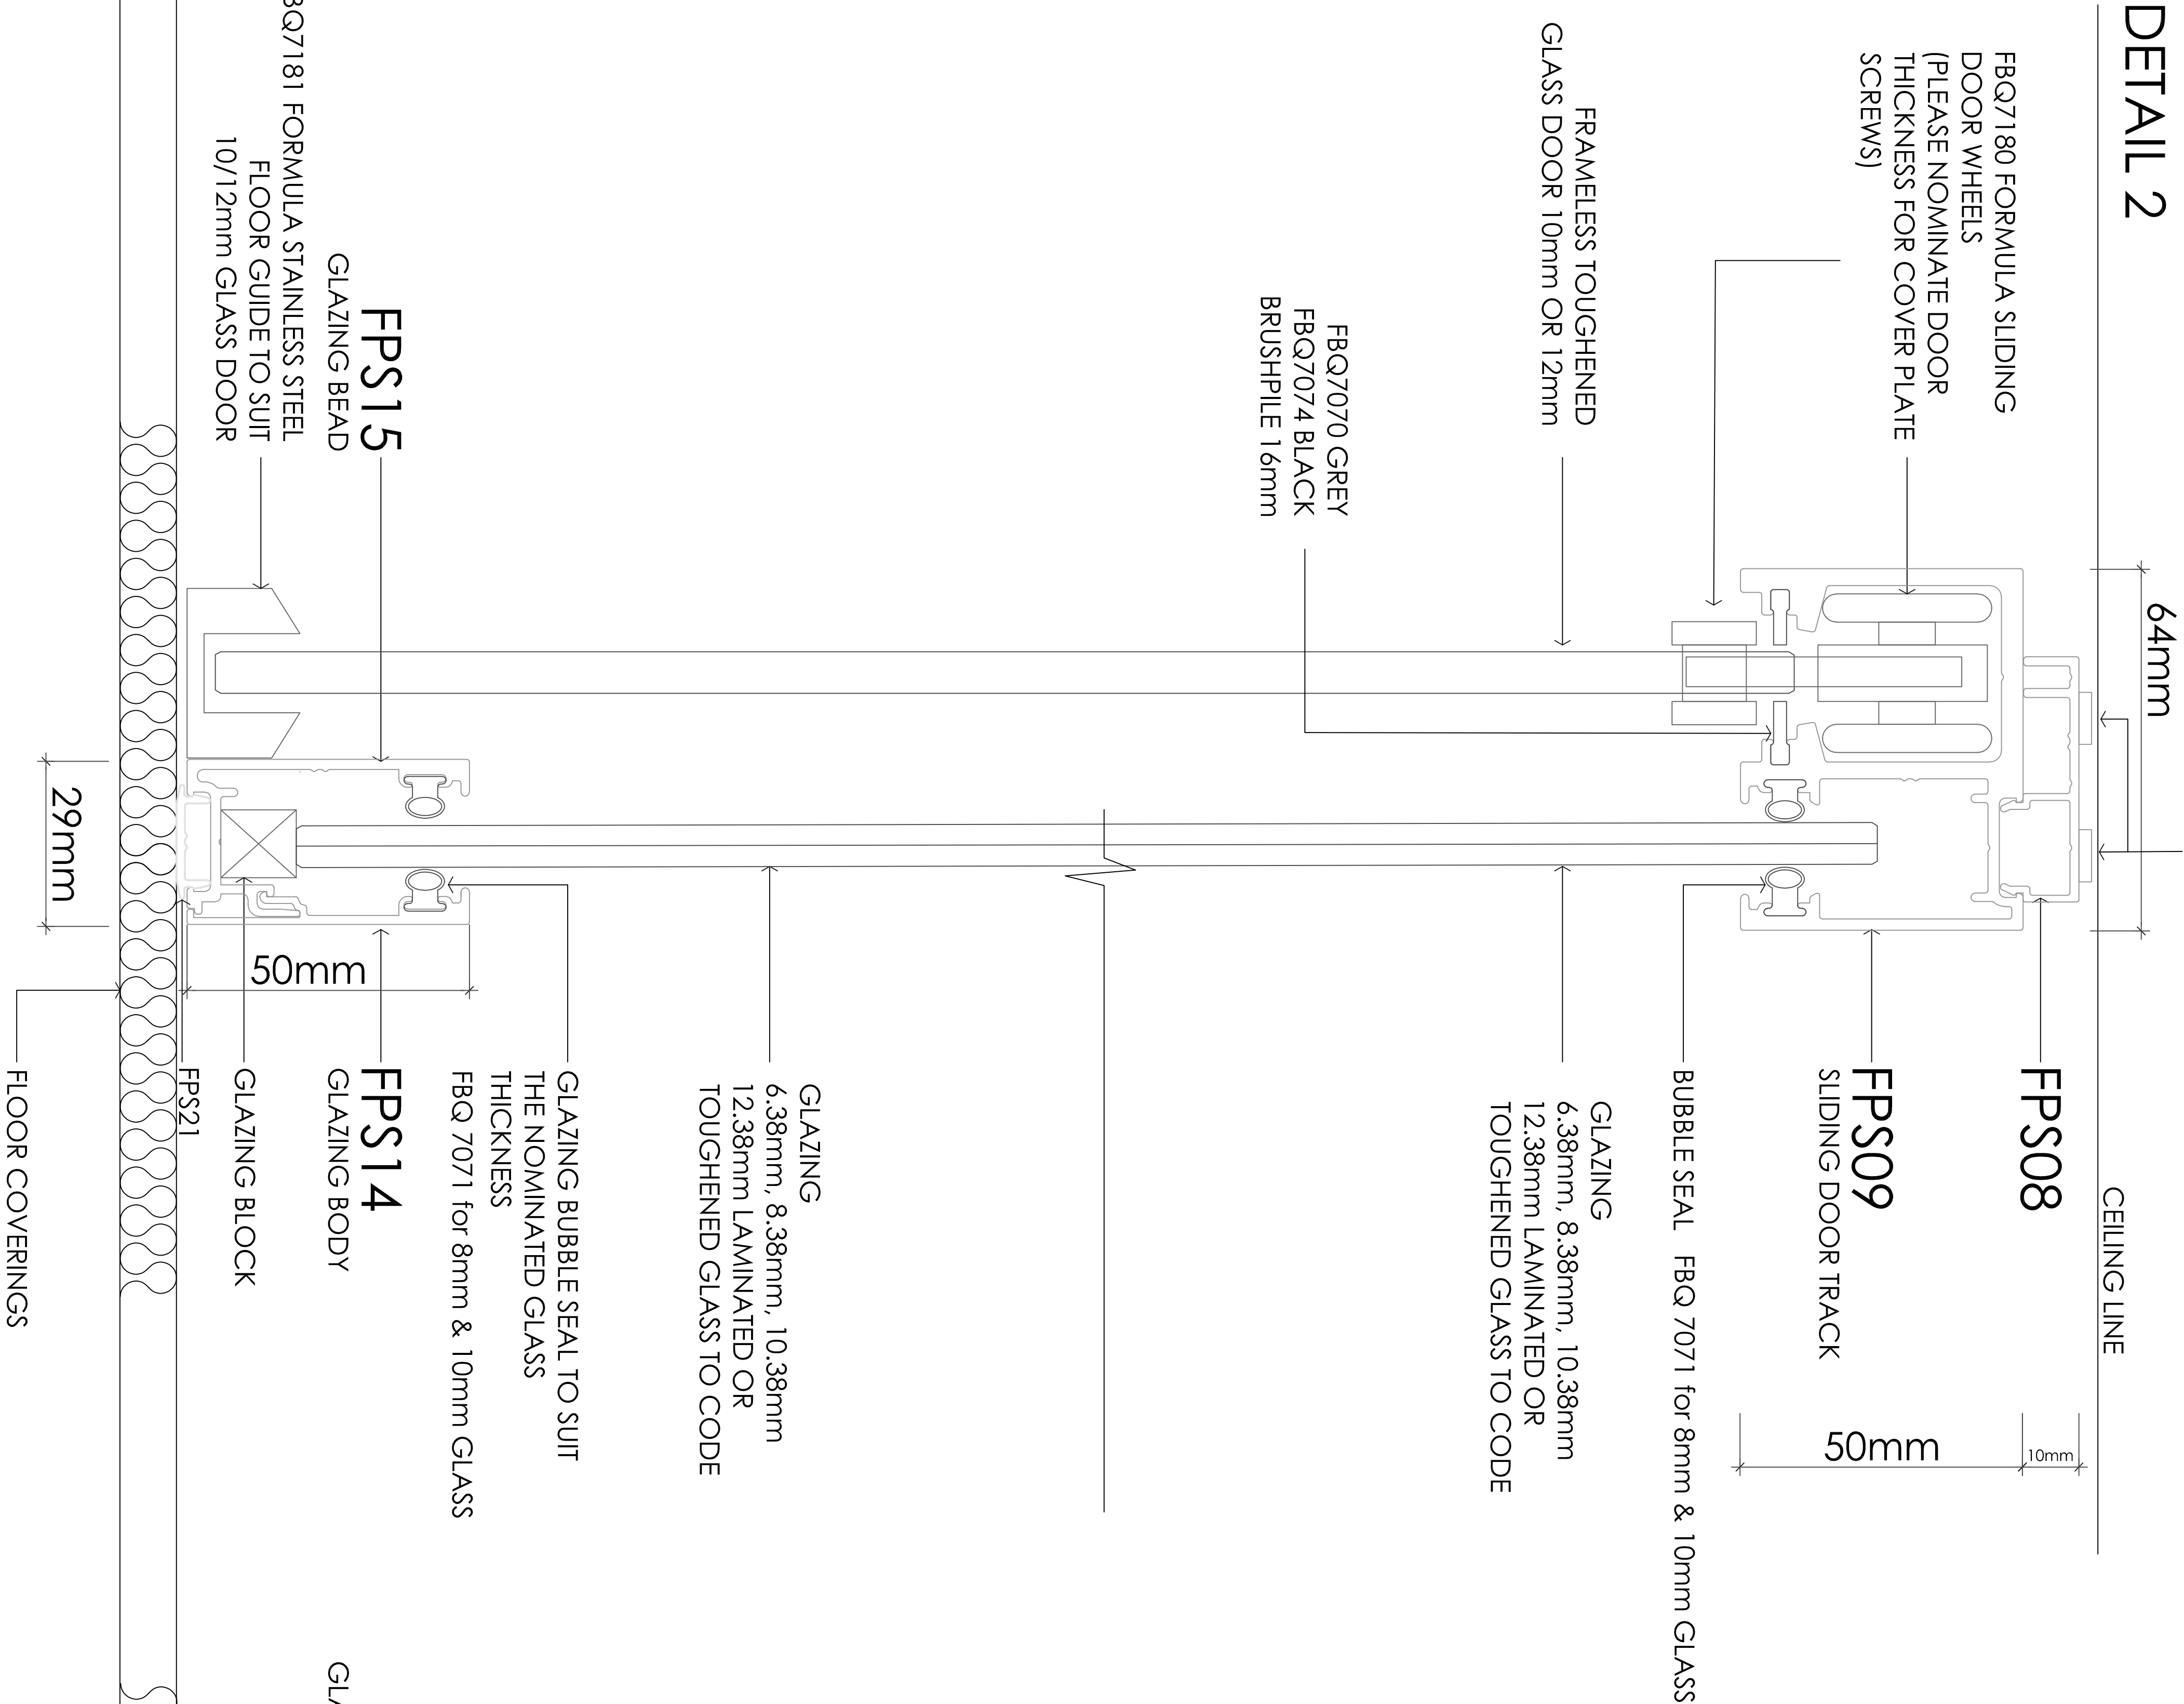 DETAIL 2
FBQ7180 FORMULA SLIDING
DOOR WHEELS
(PLEASE NOMINATE DOOR
THICKNESS FOR COVER PLATE
SCREWS)
64mm
CEILING LINE
FPS08
FPS09
SLIDING DOOR TRACK
10mm
50mm
BUBBLE SEAL FBQ 7071 for 8mm & 10mm GLASS
FRAMELESS TOUGHENED
GLASS DOOR 10mm OR 12mm
GLAZING
6.38mm, 8.38mm, 10.38mm
12.38mm LAMINATED OR
TOUGHENED GLASS TO CODE
FBQ7070 GREY
FBQ7074 BLACK
BRUSHPILE 16mm
GLAZING
6.38mm, 8.38mm, 10.38mm
12.38mm LAMINATED OR
TOUGHENED GLASS TO CODE
GLAZING BUBBLE SEAL TO SUIT
THE NOMINATED GLASS
THICKNESS
FBQ 7071 for 8mm & 10mm GLASS
FPS15
GLAZING BEAD
FPS14
GLAZING BODY
50mm
BQ7181 FORMULA STAINLESS STEEL
FLOOR GUIDE TO SUIT
10/12mm GLASS DOOR
GLAZING BLOCK
FPS21
29mm
FLOOR COVERINGS